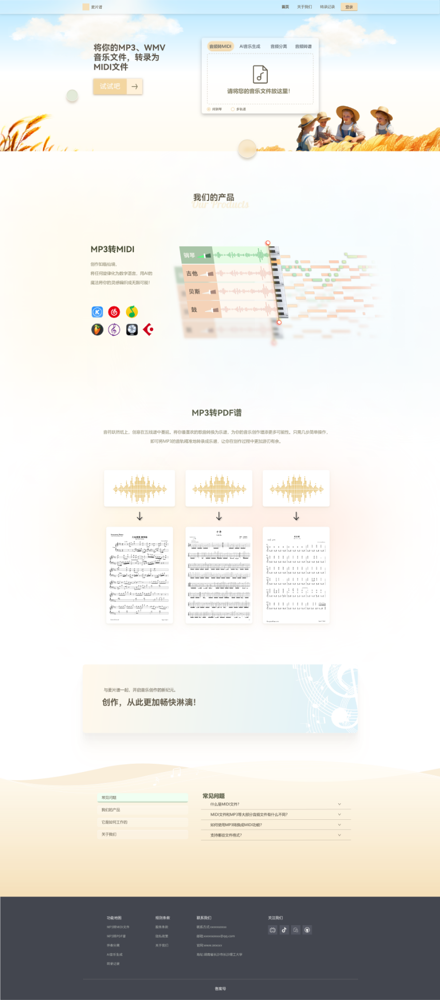 麦片谱
首页
关于我们
转录记录
登录
将你的MP3、WMV
音乐文件，转录为
MIDI文件
试试吧
音频转MIDI
AI音乐生成
音频分离
音频转谱
请将您的音乐文件放这里！
纯钢琴
多轨道
我们的产品
Our Products
MP3转MIDI
创作如临仙境，
将任何旋律化为数字语言，用AI的
魔法将你的灵感编织成无限可能！
钢琴
吉他
贝斯
鼓
MP3转PDF谱
音符跃然纸上，创意在五线谱中蔓延。将你最喜欢的歌曲转换为乐谱，为你的音乐创作增添更多可能性。只需几步简单操作，
即可将MP3的音轨精准地转录成乐谱，让你在创作过程中更加游刃有余。
与麦片谱一起，开启音乐创作的新纪元。
创作，从此更加畅快淋漓！
常见问题
我们的产品
它是如何工作的
关于我们
常见问题
什么是MIDI文件？
MIDI文件和MP3等大部分音频文件有什么不同？
如何使用MP3转换成MIDI功能？
支持哪些文件格式？
功能地图
MP3转MIDI文件
MP3转PDF谱
伴奏分离
AI音乐生成
转录记录
规则条款
服务条款
隐私政策
关于我们
联系我们
联系方式:xxxxxxxxxx
邮箱:xxxxxxxxxx@qq.com
官网:www.xxxxxx
地址:湖南省长沙市长沙理工大学
关注我们
备案号